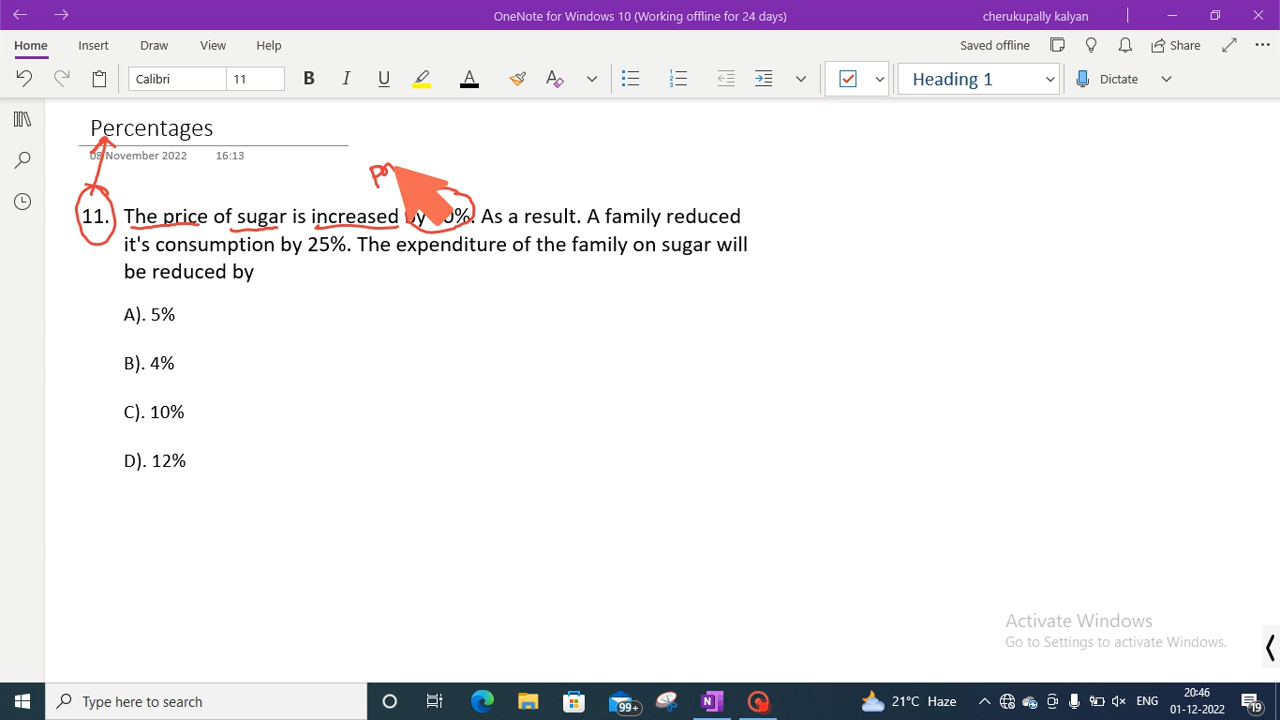 OneNote for Windows 10 (Working offline for 24 days)
cherukupally kalyan
Home Insert Draw View Help
Saved offline
Share
Calibri 11
B I U A A
Heading 1
Dictate
Percentages
08 November 2022 16:13
11. The price of sugar is increased by 0%. As a result. A family reduced
it's consumption by 25%. The expenditure of the family on sugar will
be reduced by
A). 5%
B). 4%
C). 10%
D). 12%
Activate Windows
Go to Settings to activate Windows.
Type here to search
99+
21°C Haze
ENG
20:46
01-12-2022
19